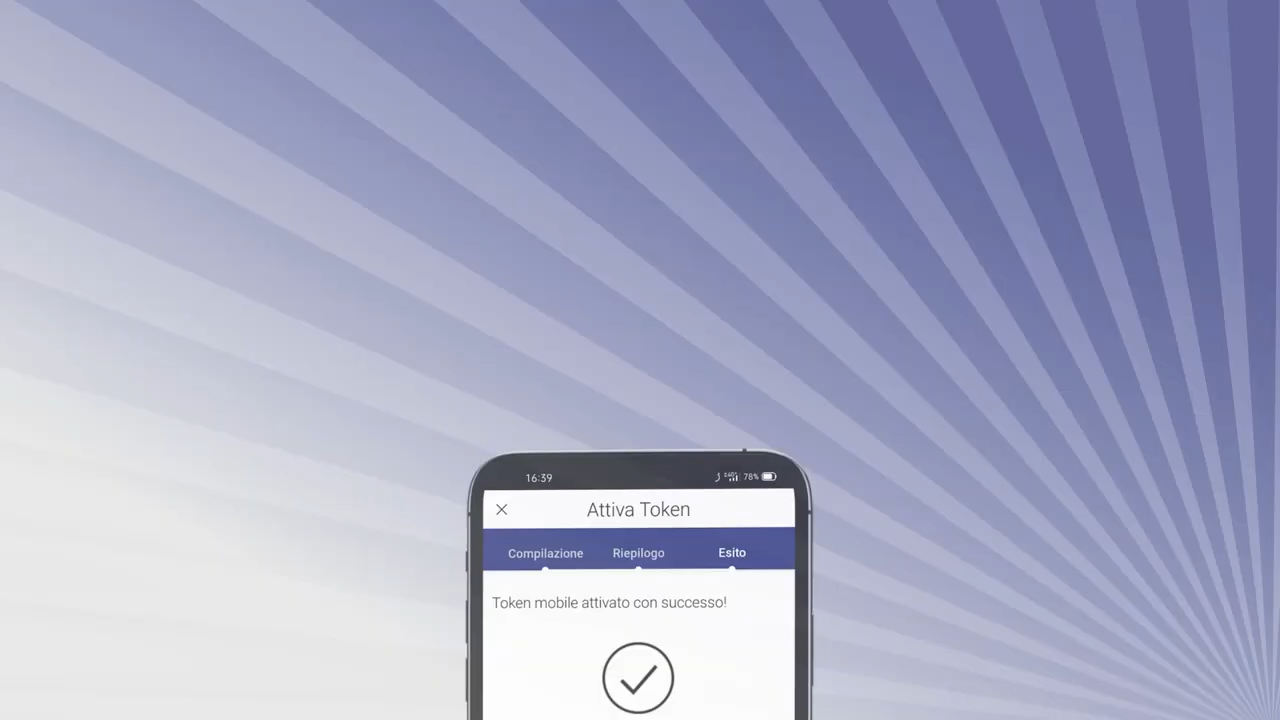 16:39
78%
Attiva Token
Compilazione Riepilogo Esito
Token mobile attivato con successo!